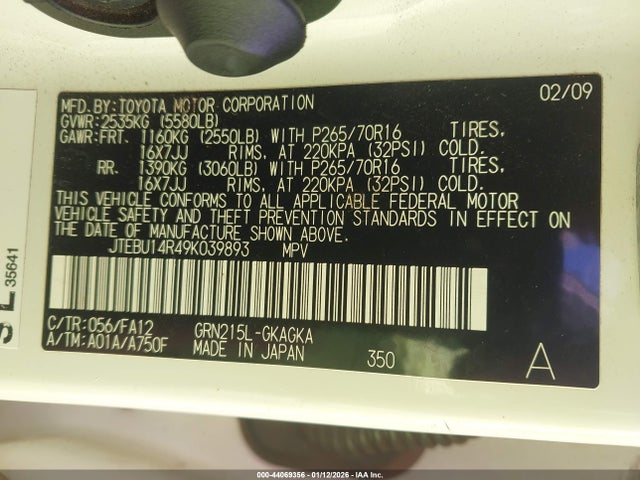 MFD.BY:TOYOTA MOTOR CORPORATION 02/09
GVWR:2535KG (5580LB)
GAWR:FRT. 1160KG (2550LB) WITH P265/70R16 TIRES,
16X7JJ RIMS, AT 220KPA (32PSI) COLD.
RR. 1390KG (3060LB) WITH P265/70R16 TIRES,
16X7JJ RIMS, AT 220KPA (32PSI) COLD.
THIS VEHICLE CONFORMS TO ALL APPLICABLE FEDERAL MOTOR
VEHICLE SAFETY AND THEFT PREVENTION STANDARDS IN EFFECT ON
THE DATE OF MANUFACTURE SHOWN ABOVE.
JTEBU14R49K039893 MPV
C/TR:056/FA12 GRN215L-GKAGKA
A/TM:A01A/A750F MADE IN JAPAN 350 A
35641
000-44069356 - 01/12/2026 - IAA Inc.